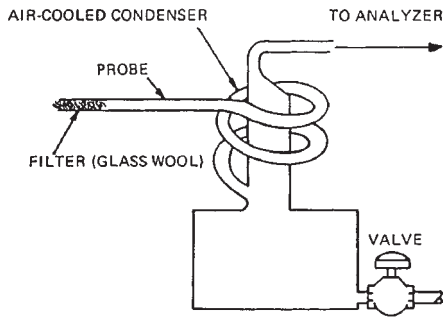 AIR-COOLED CONDENSER
TO ANALYZER
PROBE
FILTER (GLASS WOOL)
VALVE